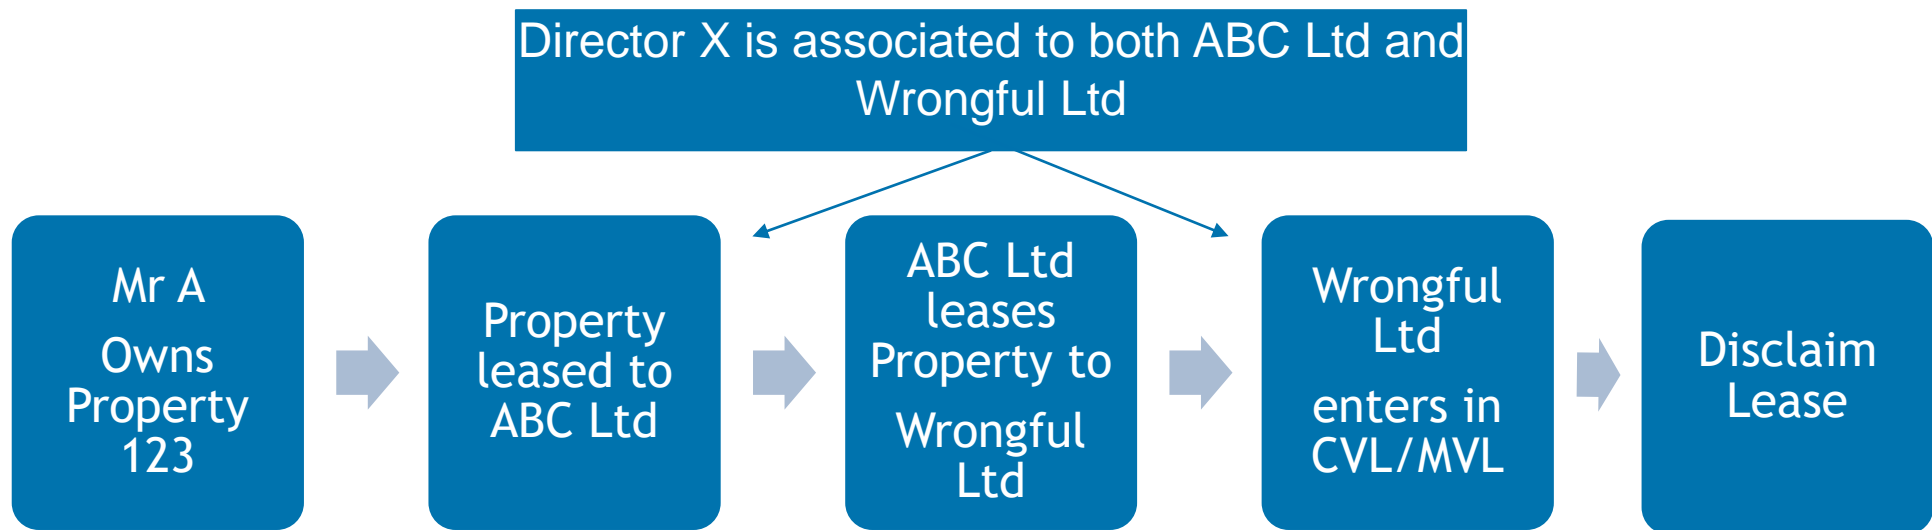 Director X is associated to both ABC Ltd and
Wrongful Ltd
Mr A
Owns
Property
123
Property
leased to
ABC Ltd
ABC Ltd
leases
Property to
Wrongful
Ltd
Wrongful
Ltd
enters in
CVL/MVL
Disclaim
Lease